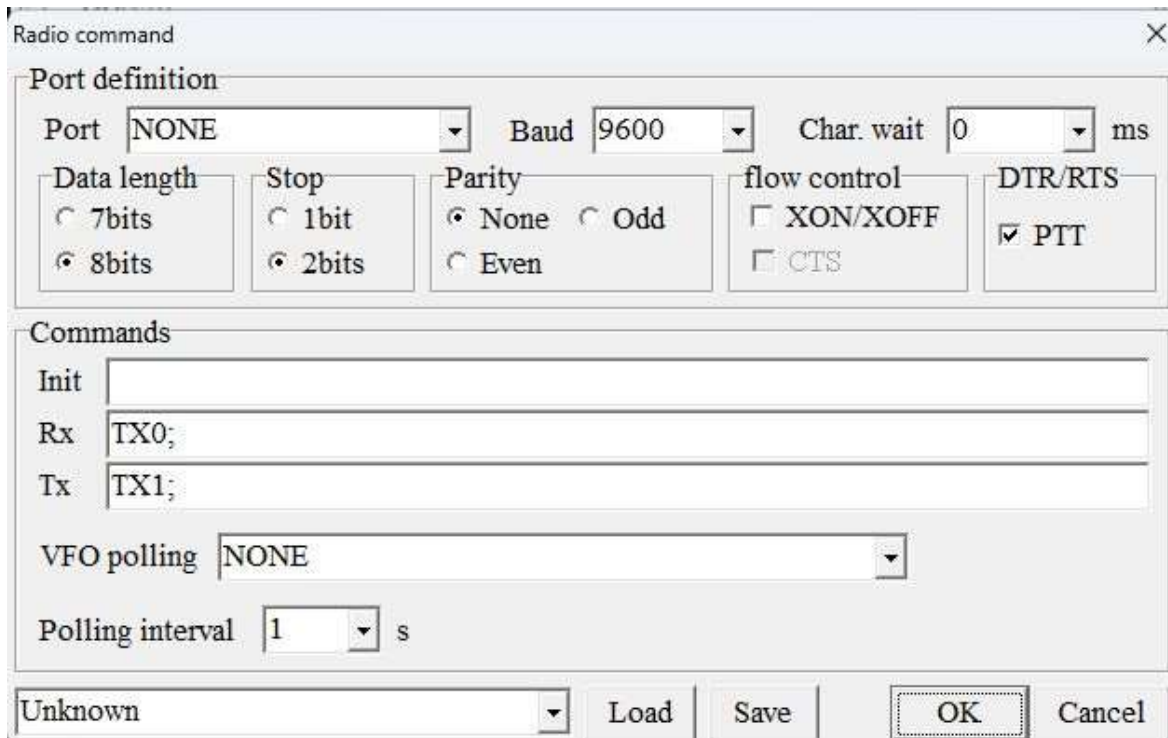 Radio command
Port definition
Port NONE Baud 9600 Char. wait 0 ms
Data length Stop Parity flow control DTR/RTS
7bits 1bit None Odd XON/XOFF PTT
8bits 2bits Even CTS
Commands
Init
Rx TX0;
Tx TX1;
VFO polling NONE
Polling interval 1 s
Unknown Load Save OK Cancel